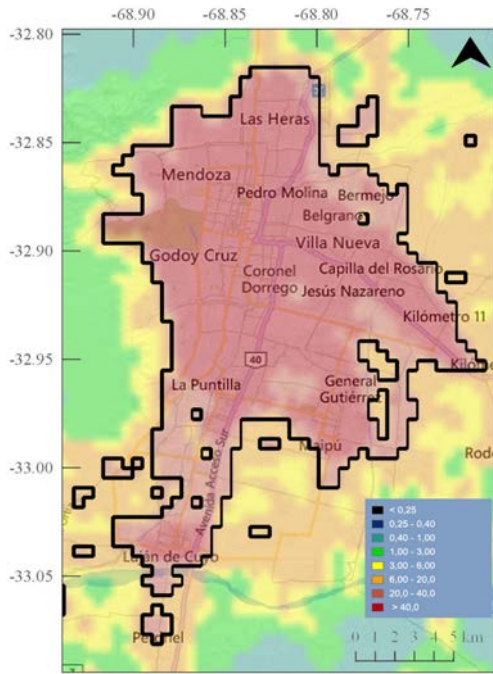 -68.90 -68.85 -68.80 -68.75
-32.80
-32.85
-32.90
-32.95
-33.00
-33.05
Las Heras
Mendoza
Pedro Molina
Bermejo
Belgrano
Villa Nueva
Godoy Cruz
Capilla del Rosario
Coronel
Dorrego
Jesús Nazareno
Kilómetro 11
40
Kilóme
La Puntilla
General
Gutiérrez
Avenida Acceso Sur
Maipú
Rode
Luján de Cuyo
Perdriel
< 0,25
0,25 - 0,40
0,40 - 1,00
1,00 - 3,00
3,00 - 6,00
6,00 - 20,0
20,0 - 40,0
> 40,0
0 1 2 3 4 5 km